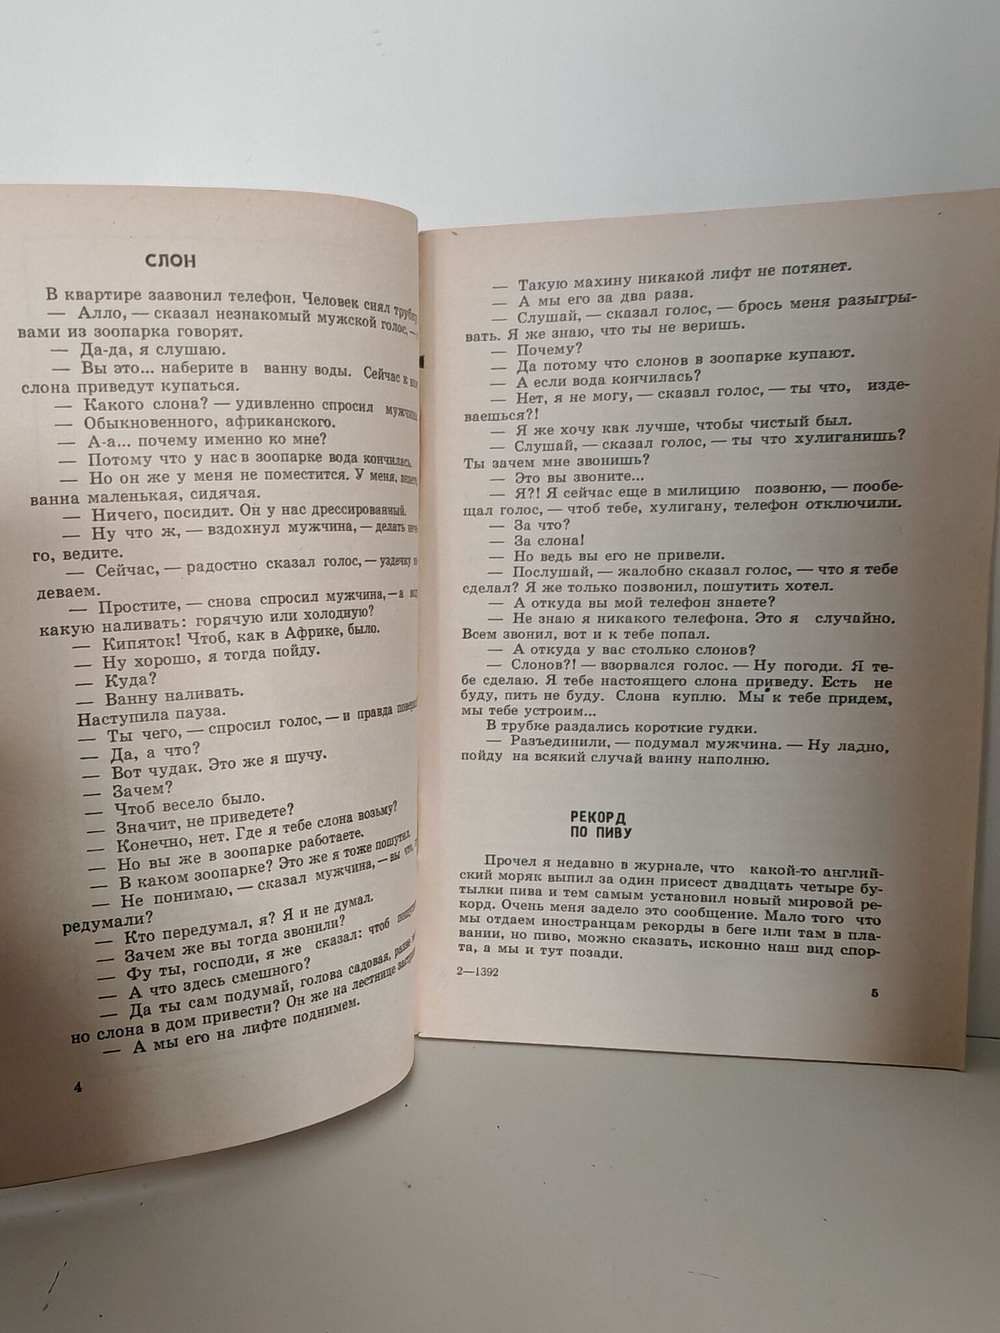 СЛОН
В квартире зазвонил телефон. Человек снял трубку
— Алло, — сказал незнакомый мужской голос, —
вами из зоопарка говорят.
— Да-да, я слушаю.
— Вы это... наберите в ванну воды. Сейчас к вам
слона приведут купаться.
— Какого слона? — удивленно спросил мужчина
— Обыкновенного, африканского.
— А-а... почему именно ко мне?
— Потому что у нас в зоопарке вода кончилась.
— Но он же у меня не поместится. У меня,
ванна маленькая, сидячая.
— Ничего, посидит. Он у нас дрессированный.
— Ну что ж, — вздохнул мужчина, — делать нече-
го, ведите.
— Сейчас, — радостно сказал голос, — уздечку
деваем.
— Простите, — снова спросил мужчина, — а
какую наливать: горячую или холодную?
— Кипяток! Чтоб, как в Африке, было.
— Ну хорошо, я тогда пойду.
— Куда?
— Ванну наливать.
Наступила пауза.
— Ты чего, — спросил голос, — и правда
— Да, а что?
— Вот чудак. Это же я шучу.
— Зачем?
— Чтоб весело было.
— Значит, не приведете?
— Конечно, нет. Где я тебе слона возьму?
— Но вы же в зоопарке работаете.
— В каком зоопарке? Это же я тоже пошутил.
— Не понимаю, — сказал мужчина, — вы что,
редумали?
— Кто передумал, я? Я и не думал.
— Зачем же вы тогда звонили?
— Фу ты, господи, я же сказал: чтоб
— А что здесь смешного?
— Да ты сам подумай, голова садовая,
но слона в дом привести? Он же на лестнице
— А мы его на лифте поднимем.
4
— Такую махину никакой лифт не потянет.
— А мы его за два раза.
— Слушай, — сказал голос, — брось меня разыгры-
вать. Я же знаю, что ты не веришь.
— Почему?
— Да потому что слонов в зоопарке купают.
— А если вода кончилась?
— Нет, я не могу, — сказал голос, — ты что, изде-
ваешься?!
— Я же хочу как лучше, чтобы чистый был.
— Слушай, — сказал голос, — ты что хулиганишь?
Ты зачем мне звонишь?
— Это вы звоните...
— Я?! Я сейчас еще в милицию позвоню, — пообе-
щал голос, — чтоб тебе, хулигану, телефон отключили.
— За что?
— За слона!
— Но ведь вы его не привели.
— Послушай, — жалобно сказал голос, — что я тебе
сделал? Я же только позвонил, пошутить хотел.
— А откуда вы мой телефон знаете?
— Не знаю я никакого телефона. Это я случайно.
Всем звонил, вот и к тебе попал.
— А откуда у вас столько слонов?
— Слонов?! — взорвался голос. — Ну погоди. Я те-
бе сделаю. Я тебе настоящего слона приведу. Есть не
буду, пить не буду. Слона куплю. Мы к тебе придем,
мы тебе устроим...
В трубке раздались короткие гудки.
— Разъединили, — подумал мужчина. — Ну ладно,
пойду на всякий случай ванну наполню.
РЕКОРД
ПО ПИВУ
Прочел я недавно в журнале, что какой-то англий-
ский моряк выпил за один присест двадцать четыре бу-
тылки пива и тем самым установил новый мировой ре-
корд. Очень меня задело это сообщение. Мало того что
мы отдаем иностранцам рекорды в беге или там в пла-
вании, но пиво, можно сказать, исконно наш вид спор-
та, а мы и тут позади.
2—1392
5